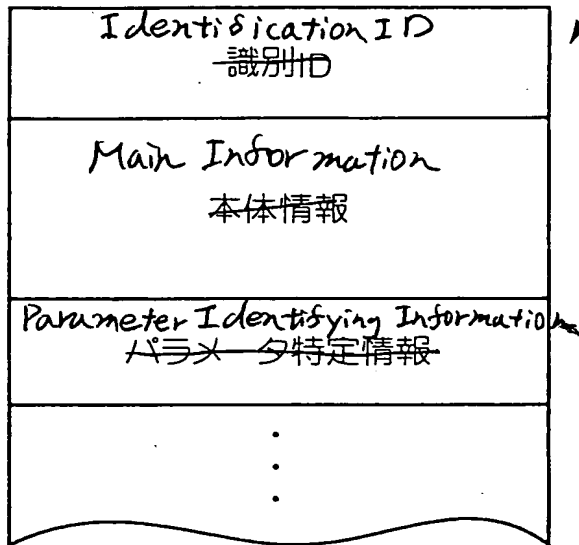 Identification ID
識別ID
Main Information
本体情報
Parameter Identifying Information
パラメータ特定情報